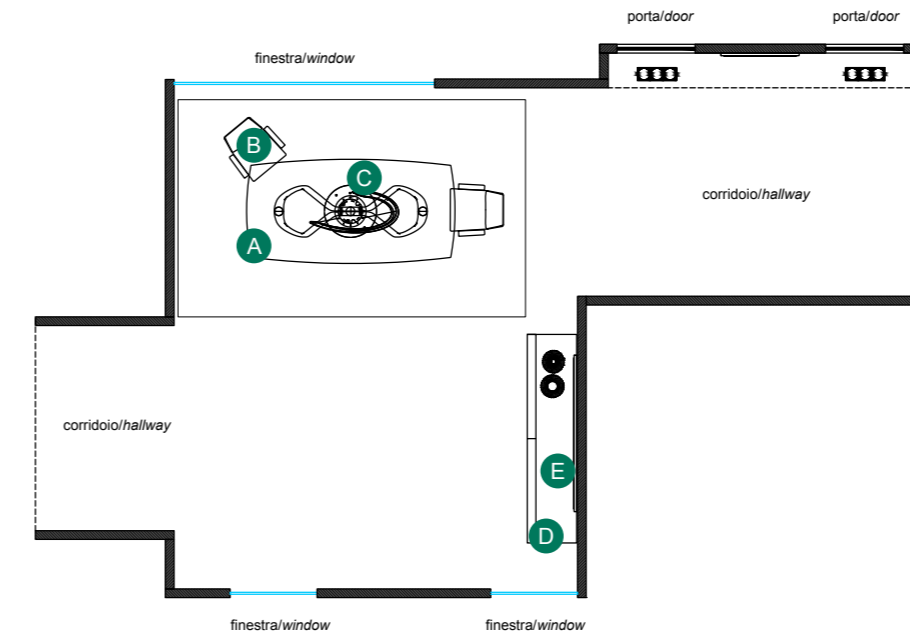 porta/door
porta/door
finestra/window
B
C
corridoio/hallway
A
corridoio/hallway
E
D
finestra/window
finestra/window